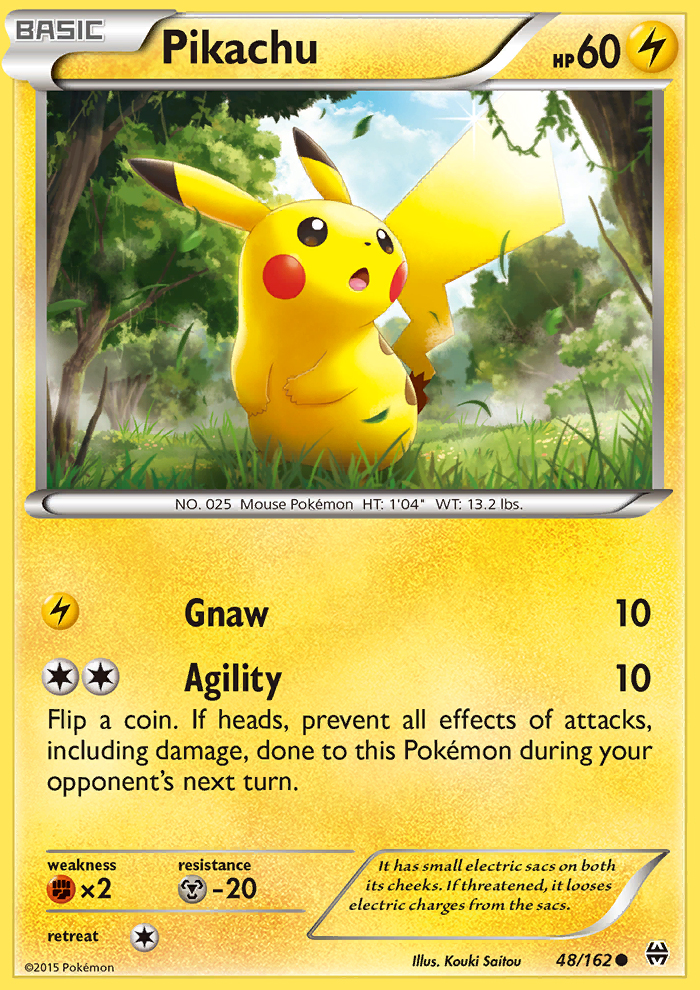 BASIC
Pikachu
HP60
NO. 025 Mouse Pokémon HT: 1'04" WT: 13.2 lbs.
Gnaw 10
Agility 10
Flip a coin. If heads, prevent all effects of attacks,
including damage, done to this Pokémon during your
opponent's next turn.
weakness
×2
resistance
-20
It has small electric sacs on both
its cheeks. If threatened, it looses
electric charges from the sacs.
retreat
©2015 Pokémon
Illus. Kouki Saitou
48/162